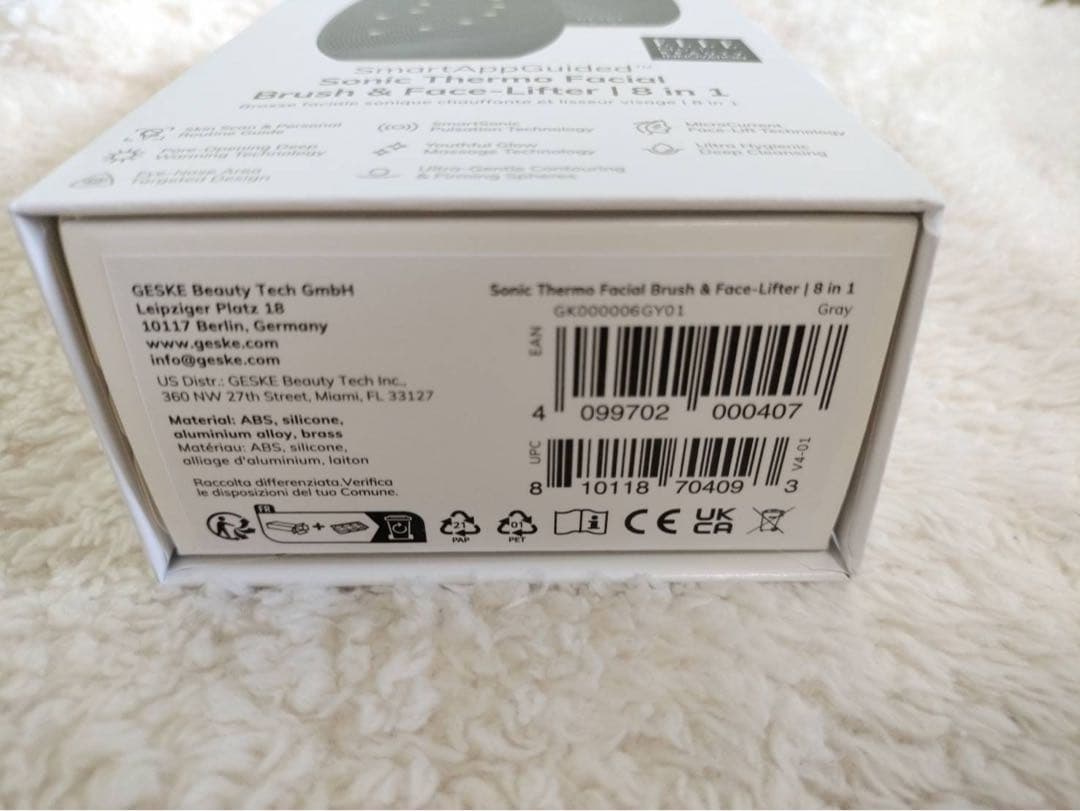 SmartAppGuided™
Sonic Thermo Facial
Brush & Face-Lifter | 8 in 1
Brosse faciale sonique chauffante et lisseur visage | 8 in 1
Skin Scan & Personal
Routine Guide
SmartSonic
Pulsation Technology
MicroCurrent
Face-Lift Technology
Pore-Opening Deep
Warming Technology
Youthful Glow
Massage Technology
Ultra Hygienic
Deep Cleansing
Eye-Nose Area
Targeted Design
Ultra-Gentle Contouring
& Firming Spheres
GESKE Beauty Tech GmbH
Leipziger Platz 18
10117 Berlin, Germany
www.geske.com
info@geske.com
US Distr.: GESKE Beauty Tech Inc.,
360 NW 27th Street, Miami, FL 33127
Material: ABS, silicone,
aluminium alloy, brass
Matériau: ABS, silicone,
alliage d'aluminium, laiton
Raccolta differenziata.Verifica
le disposizioni del tuo Comune.
FR
21
PAP
01
PET
Sonic Thermo Facial Brush & Face-Lifter | 8 in 1
GK000006GY01 Gray
EAN
4 099702 000407
UPC
8 10118 70409 3
V4-01
CE
UK
CA